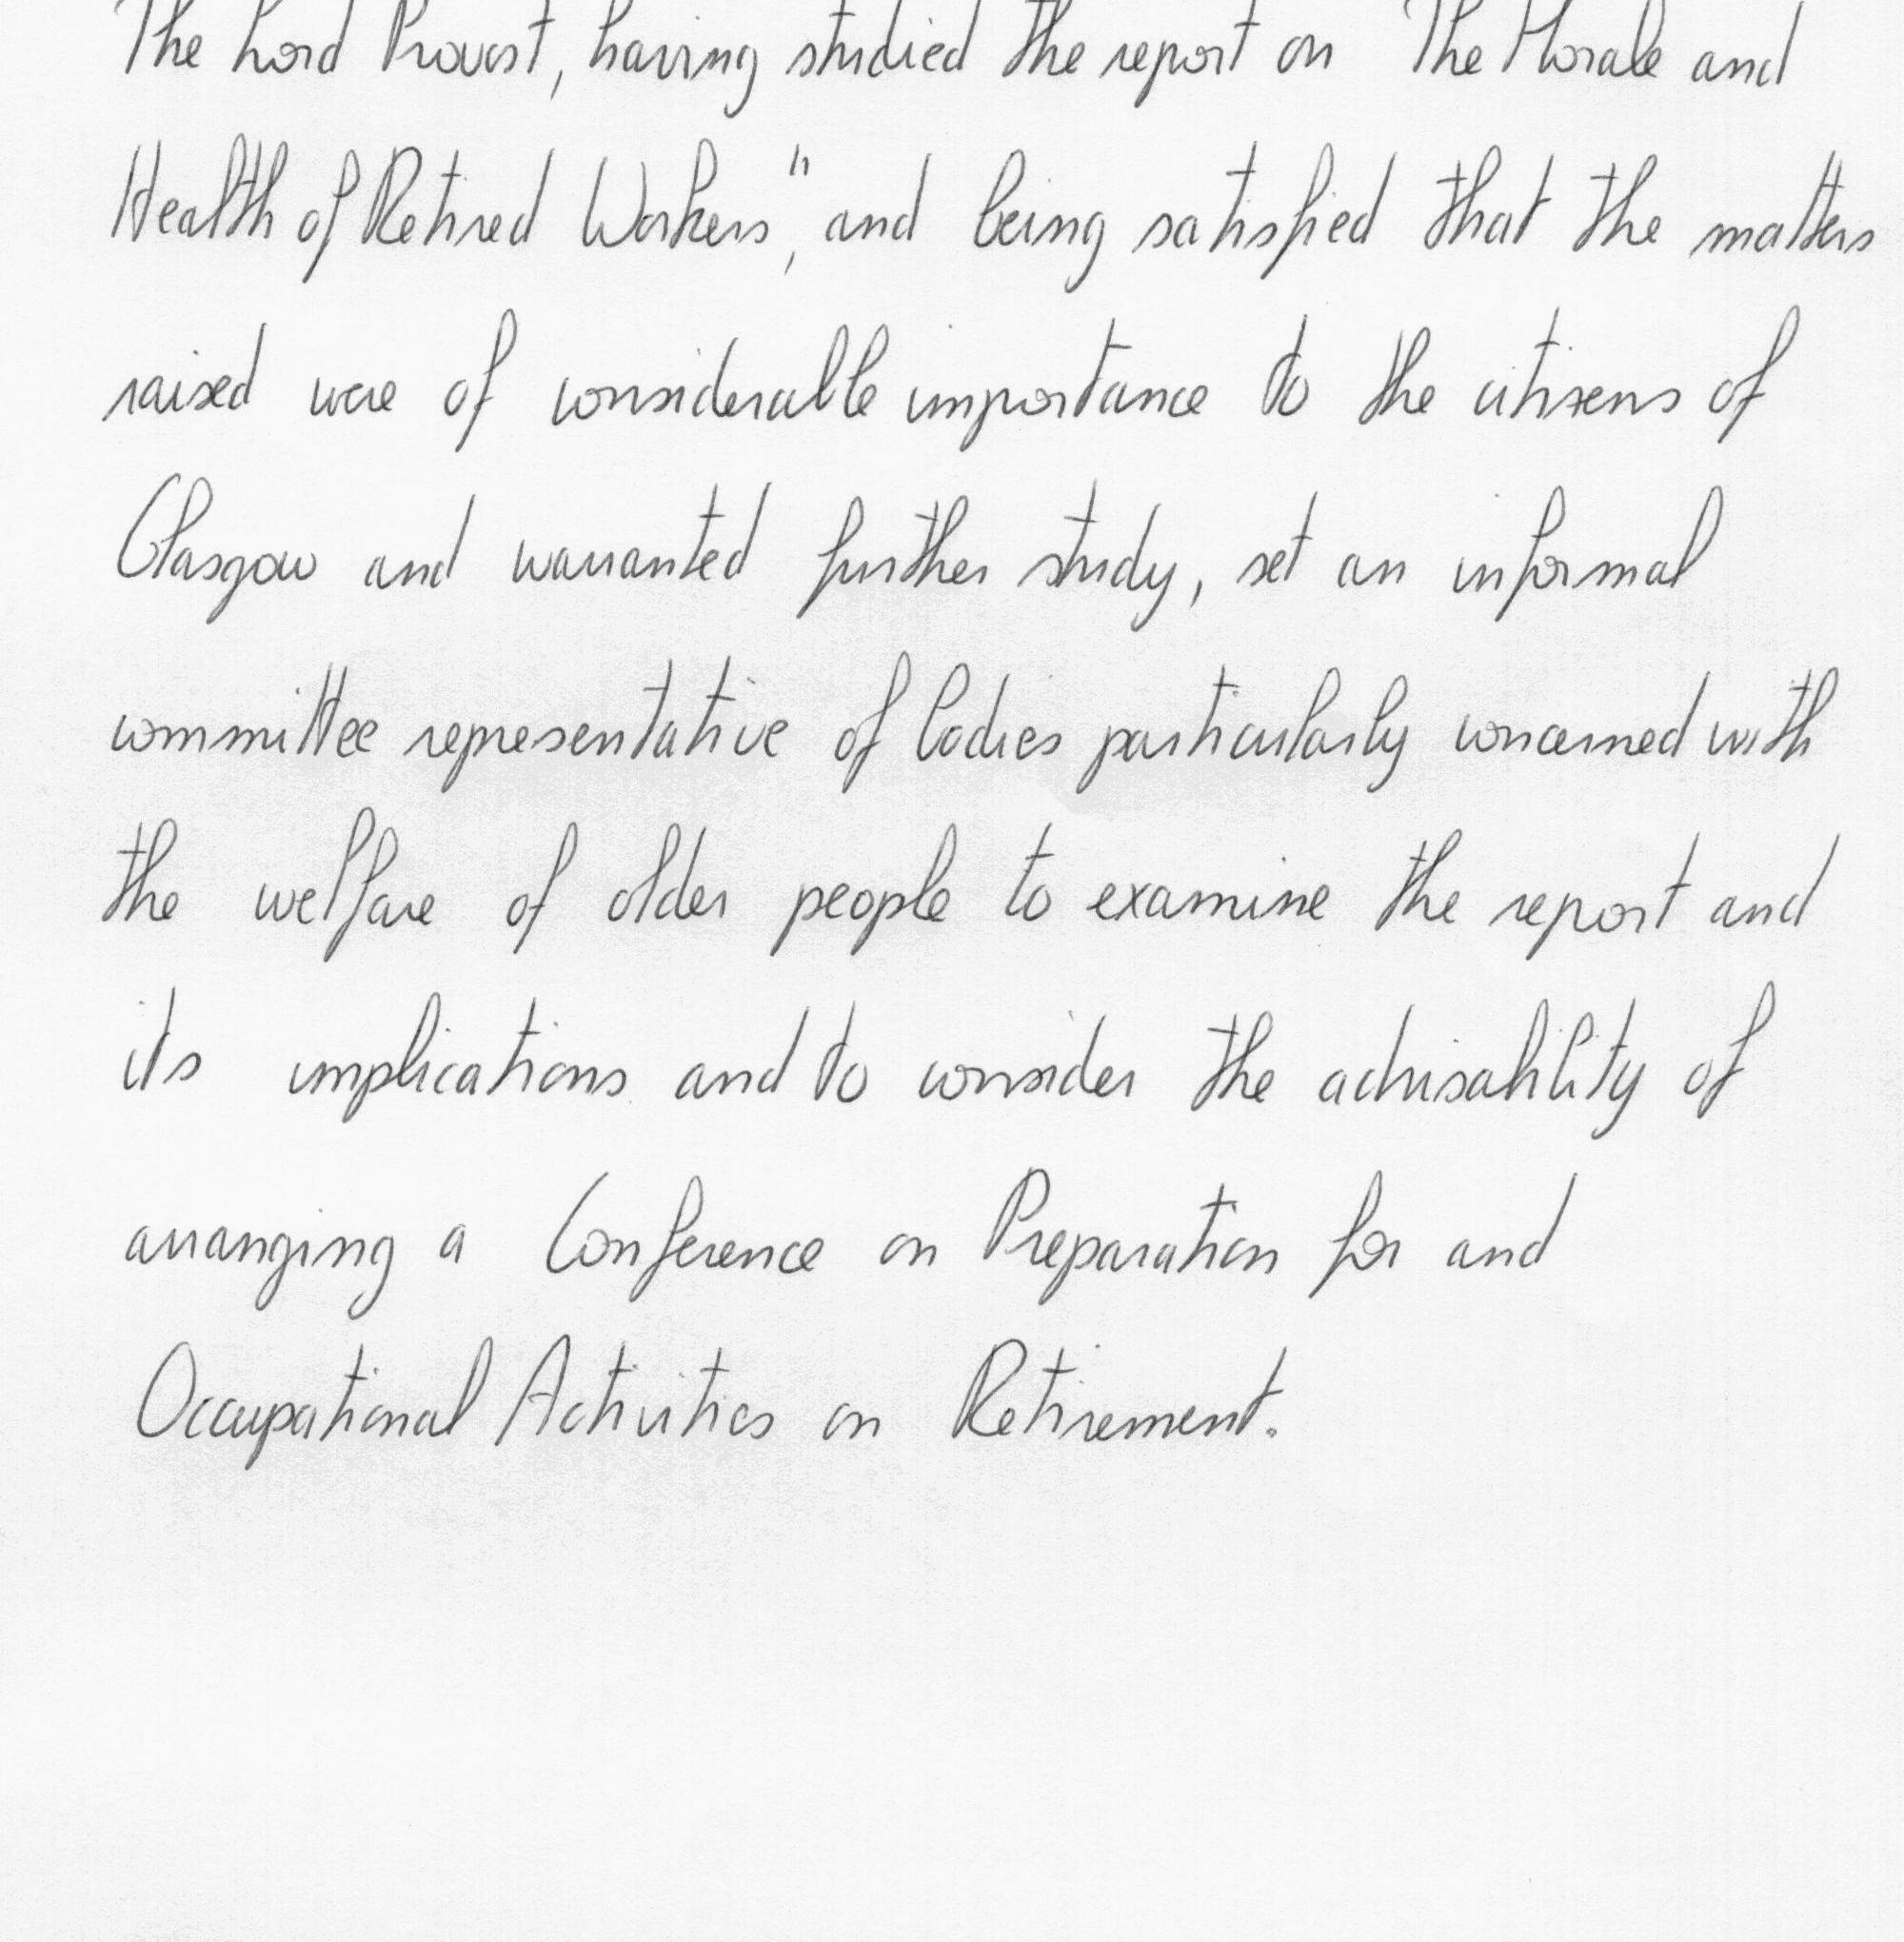 The Lord Provost, having studied the report on The Morale and
Health of Retired Workers", and being satisfied that the matters
raised were of considerable importance to the citizens of
Glasgow and warranted further study, set an informal
committee representative of bodies particularly concerned with
the welfare of older people to examine the report and
its implications and to consider the advisability of
arranging a Conference on Preparation for and
Occupational Activities on Retirement.